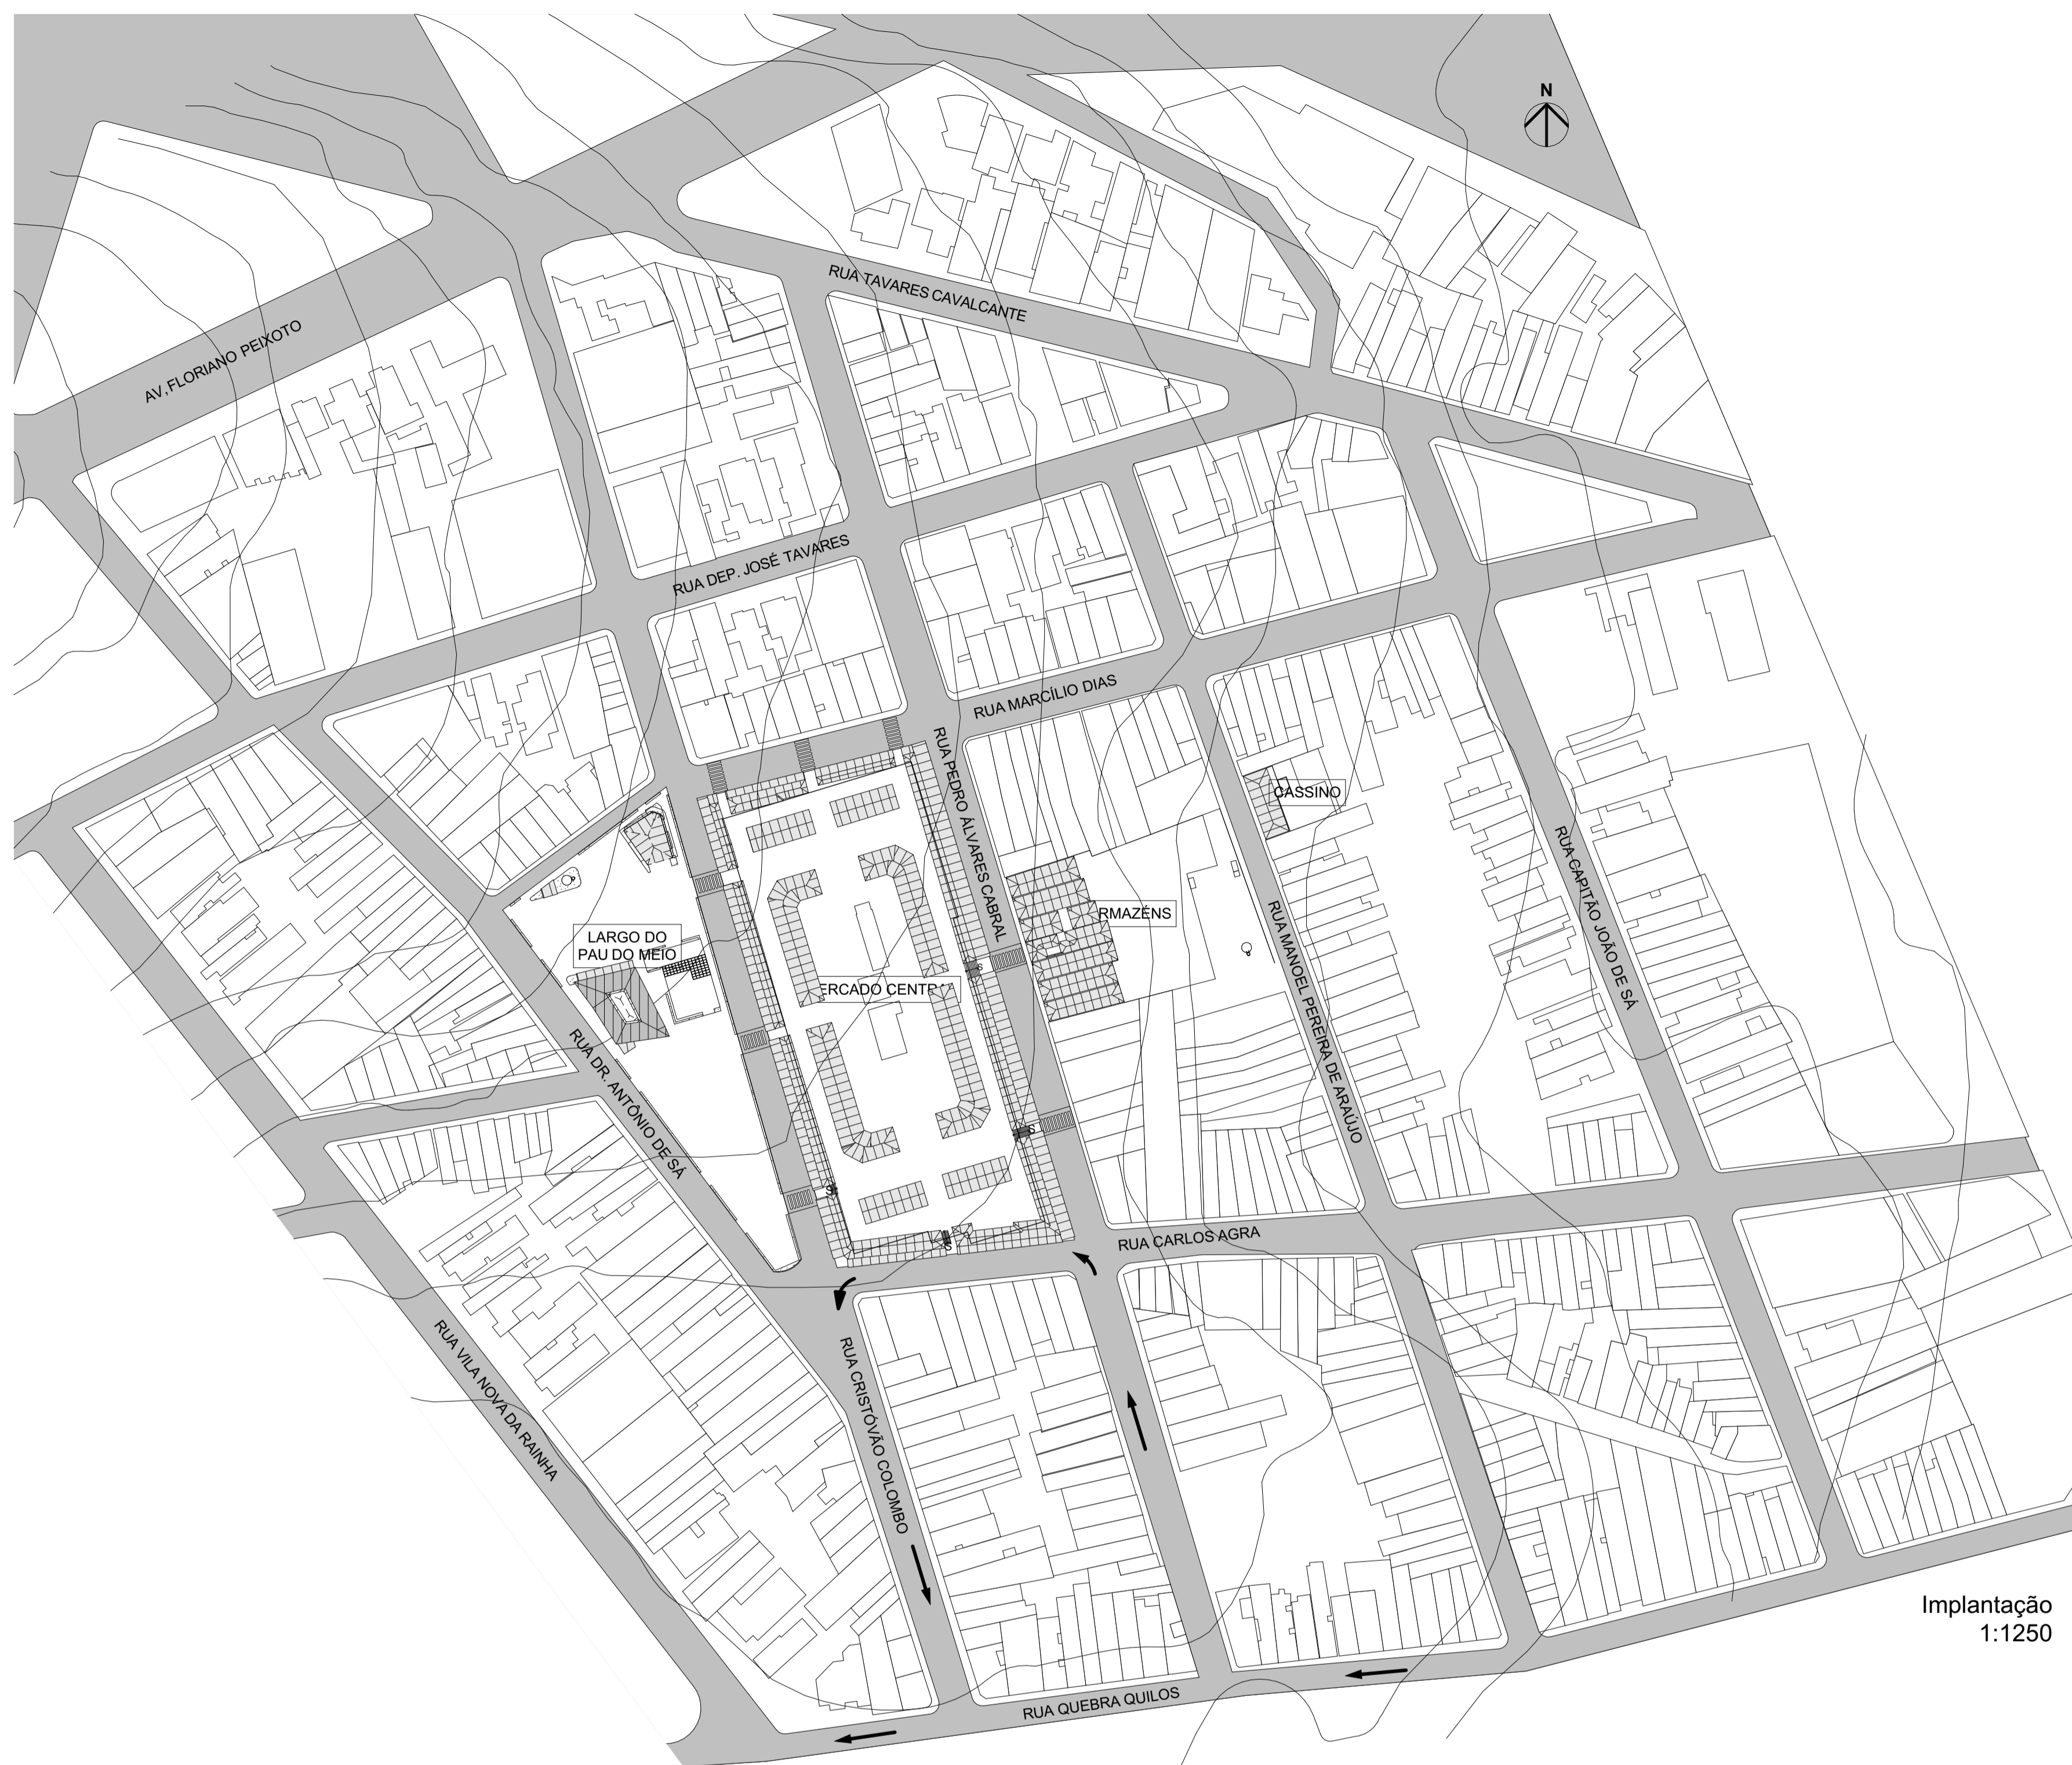 N
RUA TAVARES CAVALCANTE
AV, FLORIANO PEIXOTO
RUA DEP. JOSÉ TAVARES
RUA MARCÍLIO DIAS
RUA PEDRO ÁLVARES CABRAL
CASSINO
RUA CAPITÃO JOÃO DE SÁ
RMAZÉNS
LARGO DO
PAU DO MEIO
S
ERCADO CENTRA
RUA MANOEL PEREIRA DE ARAÚJO
RUA DR. ANTÔNIO DE SÁ
S
S
S
RUA CARLOS AGRA
RUA VILA NOVA DA RAINHA
RUA CRISTÓVÃO COLOMBO
Implantação
1:1250
RUA QUEBRA QUILOS